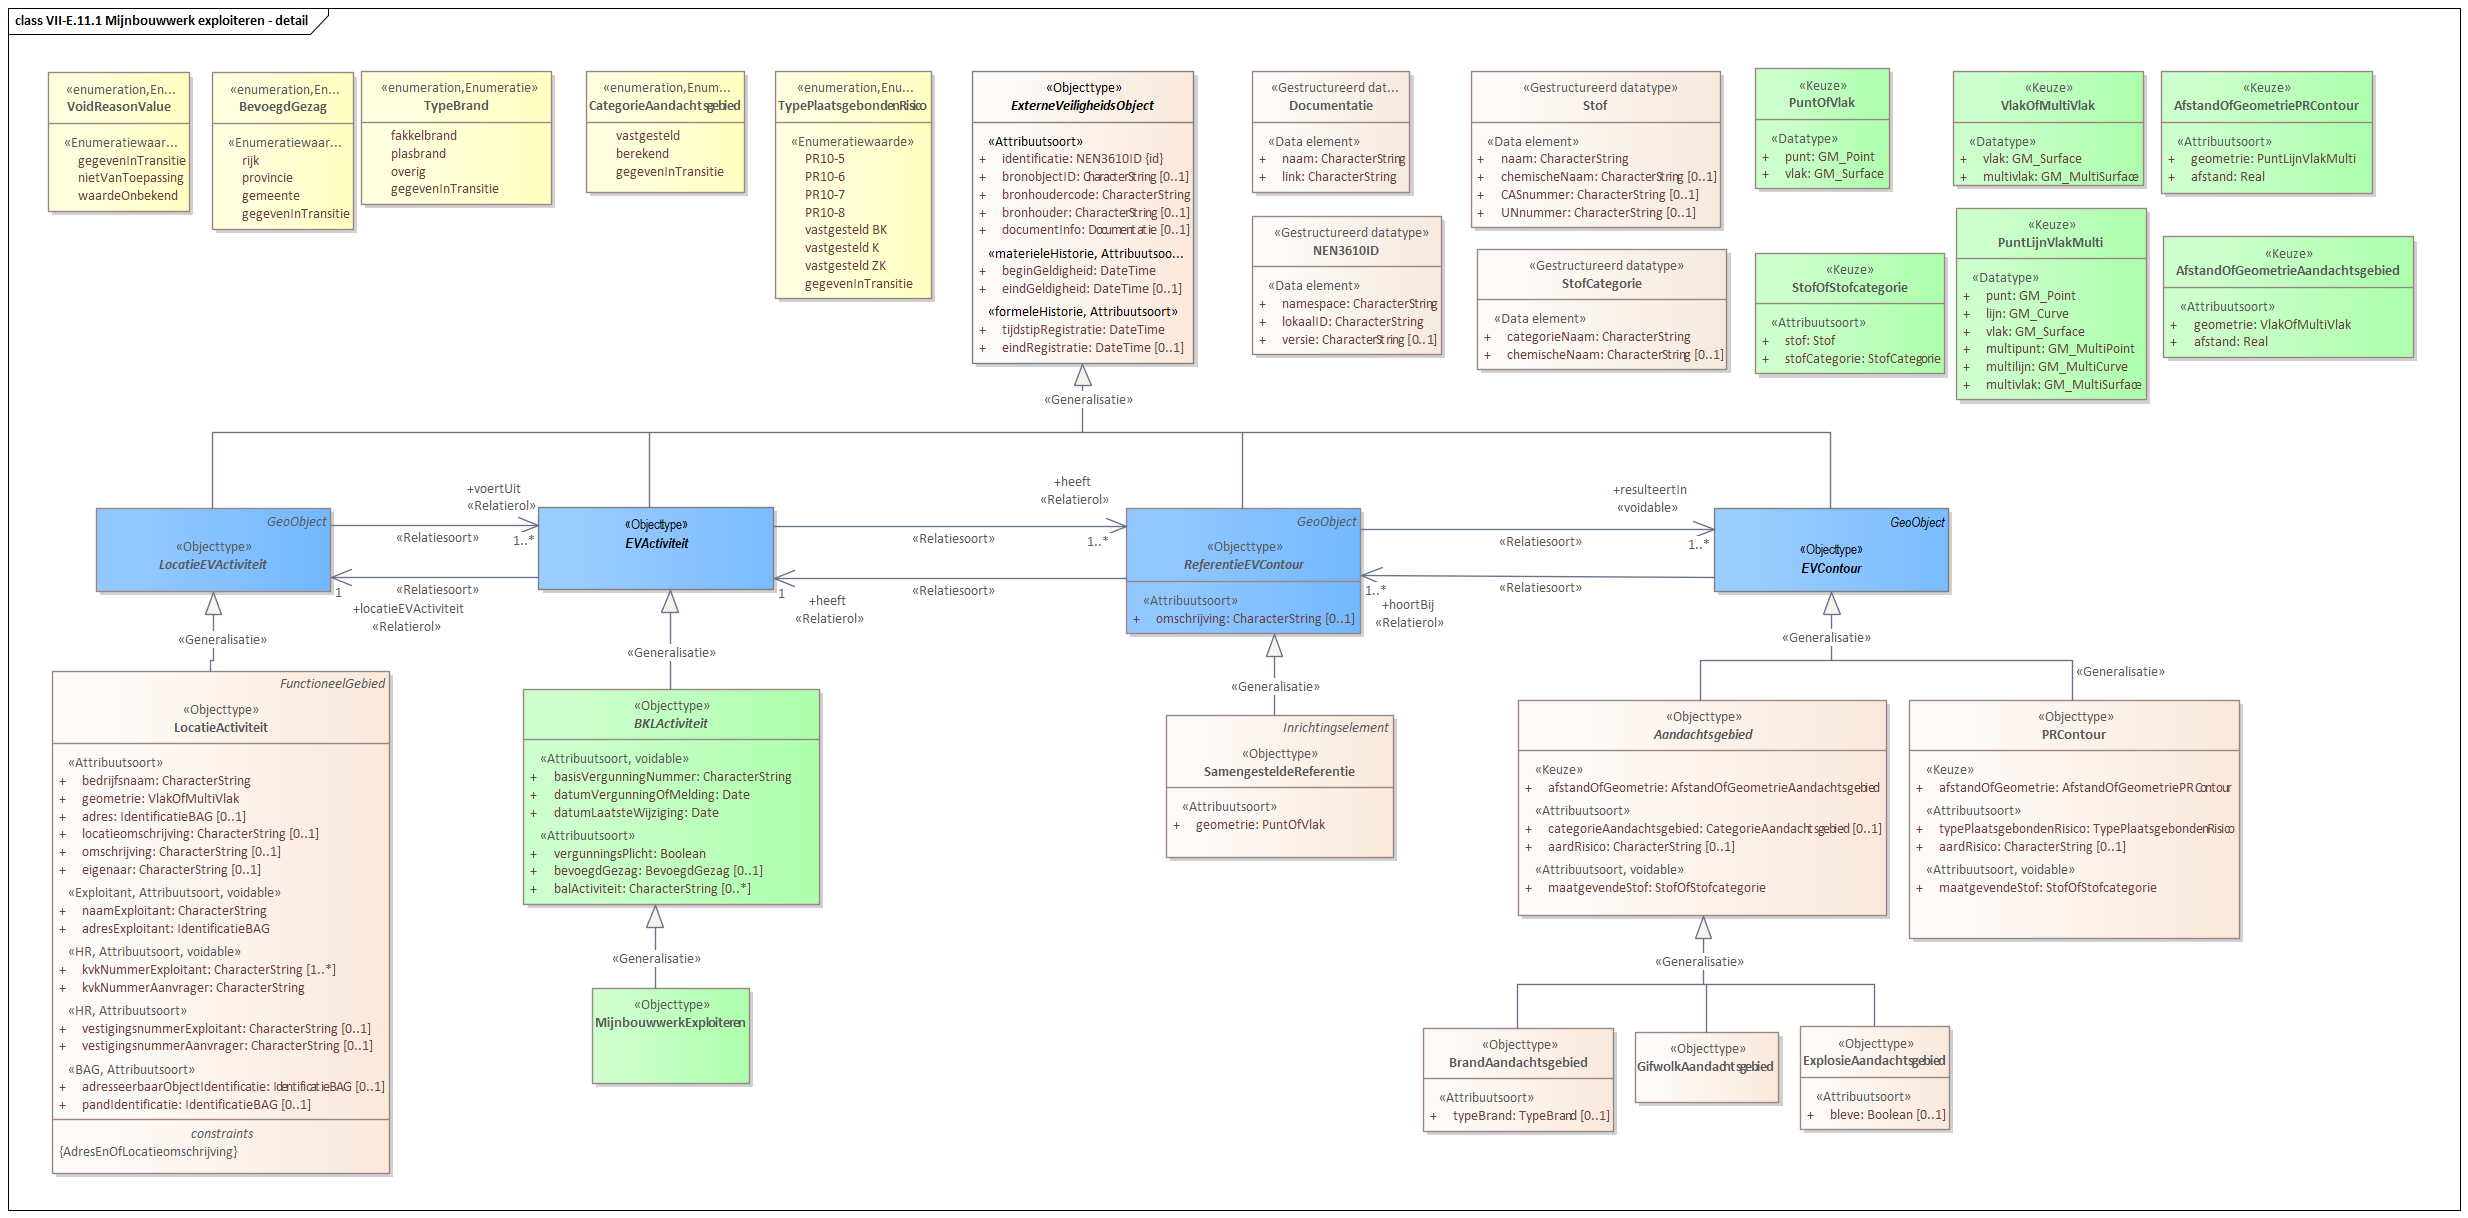 class VII-E.11.1 Mijnbouwwerk exploiteren - detail
«enumeration,En...
VoidReasonValue
«Enumeratiewaar...
gegevenInTransitie
nietVanToepassing
waardeOnbekend
«enumeration,En...
BevoegdGezag
«Enumeratiewaar...
rijk
provincie
gemeente
gegevenInTransitie
«enumeration,Enumeratie»
TypeBrand
fakkelbrand
plasbrand
overig
gegevenInTransitie
«enumeration,Enum...
CategorieAandachtsgebied
vastgesteld
berekend
gegevenInTransitie
«enumeration,Enu...
TypePlaatsgebondenRisico
«Enumeratiewaarde»
PR10-5
PR10-6
PR10-7
PR10-8
vastgesteld BK
vastgesteld K
vastgesteld ZK
gegevenInTransitie
«Objecttype»
ExterneVeiligheidsObject
«Attribuutsoort»
+ identificatie: NEN3610ID {id}
+ bronobjectID: CharacterString [0..1]
+ bronhoudercode: CharacterString
+ bronhouder: CharacterString [0..1]
+ documentInfo: Documentatie [0..1]
«materieleHistorie, Attribuutsoo...
+ beginGeldigheid: DateTime
+ eindGeldigheid: DateTime [0..1]
«formeleHistorie, Attribuutsoort»
+ tijdstipRegistratie: DateTime
+ eindRegistratie: DateTime [0..1]
«Gestructureerd dat...
Documentatie
«Data element»
+ naam: CharacterString
+ link: CharacterString
«Gestructureerd datatype»
NEN3610ID
«Data element»
+ namespace: CharacterString
+ lokaalID: CharacterString
+ versie: CharacterString [0..1]
«Gestructureerd datatype»
Stof
«Data element»
+ naam: CharacterString
+ chemischeNaam: CharacterString [0..1]
+ CASnummer: CharacterString [0..1]
+ UNnummer: CharacterString [0..1]
«Gestructureerd datatype»
StofCategorie
«Data element»
+ categorieNaam: CharacterString
+ chemischeNaam: CharacterString [0..1]
«Keuze»
PuntOfVlak
«Datatype»
+ punt: GM_Point
+ vlak: GM_Surface
«Keuze»
StofOfStofcategorie
«Attribuutsoort»
+ stof: Stof
+ stofCategorie: StofCategorie
«Keuze»
VlakOfMultiVlak
«Datatype»
+ vlak: GM_Surface
+ multivlak: GM_MultiSurface
«Keuze»
PuntLijnVlakMulti
«Datatype»
+ punt: GM_Point
+ lijn: GM_Curve
+ vlak: GM_Surface
+ multipunt: GM_MultiPoint
+ multilijn: GM_MultiCurve
+ multivlak: GM_MultiSurface
«Keuze»
AfstandOfGeometriePRContour
«Attribuutsoort»
+ geometrie: PuntLijnVlakMulti
+ afstand: Real
«Keuze»
AfstandOfGeometrieAandachtsgebied
«Attribuutsoort»
+ geometrie: VlakOfMultiVlak
+ afstand: Real
«Generalisatie»
GeoObject
«Objecttype»
LocatieEVActiviteit
+voertUit
«Relatierol»
«Relatiesoort»
1..*
«Relatiesoort»
1
+locatieEVActiviteit
«Relatierol»
«Objecttype»
EVActiviteit
+heeft
«Relatierol»
«Relatiesoort»
1..*
«Relatiesoort»
1
+heeft
«Relatierol»
GeoObject
«Objecttype»
ReferentieEVContour
«Attribuutsoort»
+ omschrijving: CharacterString [0..1]
+resulteertIn
«voidable»
«Relatiesoort»
1..*
«Relatiesoort»
1..*
+hoortBij
«Relatierol»
GeoObject
«Objecttype»
EVContour
«Generalisatie»
«Generalisatie»
«Generalisatie»
«Generalisatie»
«Generalisatie»
FunctioneelGebied
«Objecttype»
LocatieActiviteit
«Attribuutsoort»
+ bedrijfsnaam: CharacterString
+ geometrie: VlakOfMultiVlak
+ adres: IdentificatieBAG [0..1]
+ locatieomschrijving: CharacterString [0..1]
+ omschrijving: CharacterString [0..1]
+ eigenaar: CharacterString [0..1]
«Exploitant, Attribuutsoort, voidable»
+ naamExploitant: CharacterString
+ adresExploitant: IdentificatieBAG
«HR, Attribuutsoort, voidable»
+ kvkNummerExploitant: CharacterString [1..*]
+ kvkNummerAanvrager: CharacterString
«HR, Attribuutsoort»
+ vestigingsnummerExploitant: CharacterString [0..1]
+ vestigingsnummerAanvrager: CharacterString [0..1]
«BAG, Attribuutsoort»
+ adresseerbaarObjectIdentificatie: IdentificatieBAG [0..1]
+ pandIdentificatie: IdentificatieBAG [0..1]
constraints
{AdresEnOfLocatieomschrijving}
«Objecttype»
BKLActiviteit
«Attribuutsoort, voidable»
+ basisVergunningNummer: CharacterString
+ datumVergunningOfMelding: Date
+ datumLaatsteWijziging: Date
«Attribuutsoort»
+ vergunningsPlicht: Boolean
+ bevoegdGezag: BevoegdGezag [0..1]
+ balActiviteit: CharacterString [0..*]
«Generalisatie»
«Objecttype»
MijnbouwwerkExploiteren
Inrichtingselement
«Objecttype»
SamengesteldeReferentie
«Attribuutsoort»
+ geometrie: PuntOfVlak
«Objecttype»
Aandachtsgebied
«Keuze»
+ afstandOfGeometrie: AfstandOfGeometrieAandachtsgebied
«Attribuutsoort»
+ categorieAandachtsgebied: CategorieAandachtsgebied [0..1]
+ aardRisico: CharacterString [0..1]
«Attribuutsoort, voidable»
+ maatgevendeStof: StofOfStofcategorie
«Objecttype»
PRContour
«Keuze»
+ afstandOfGeometrie: AfstandOfGeometriePRContour
«Attribuutsoort»
+ typePlaatsgebondenRisico: TypePlaatsgebondenRisico
+ aardRisico: CharacterString [0..1]
«Attribuutsoort, voidable»
+ maatgevendeStof: StofOfStofcategorie
«Generalisatie»
«Objecttype»
BrandAandachtsgebied
«Attribuutsoort»
+ typeBrand: TypeBrand [0..1]
«Objecttype»
GifwolkAandachtsgebied
«Objecttype»
ExplosieAandachtsgebied
«Attribuutsoort»
+ bleve: Boolean [0..1]